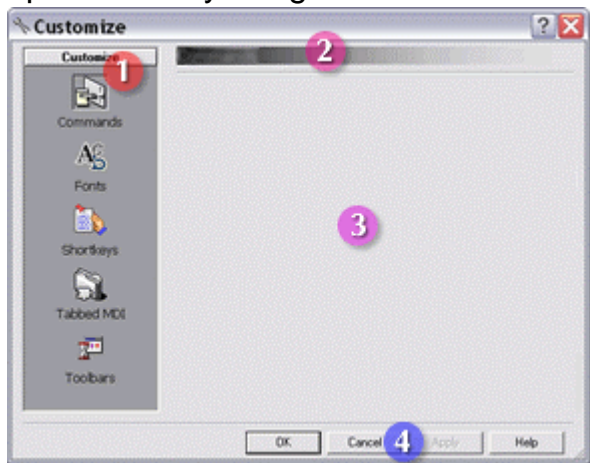 Customize
? X
Customize
1
2
Commands
Fonts
3
Shortkeys
Tabbed MDI
Toolbars
OK Cancel 4 Apply Help